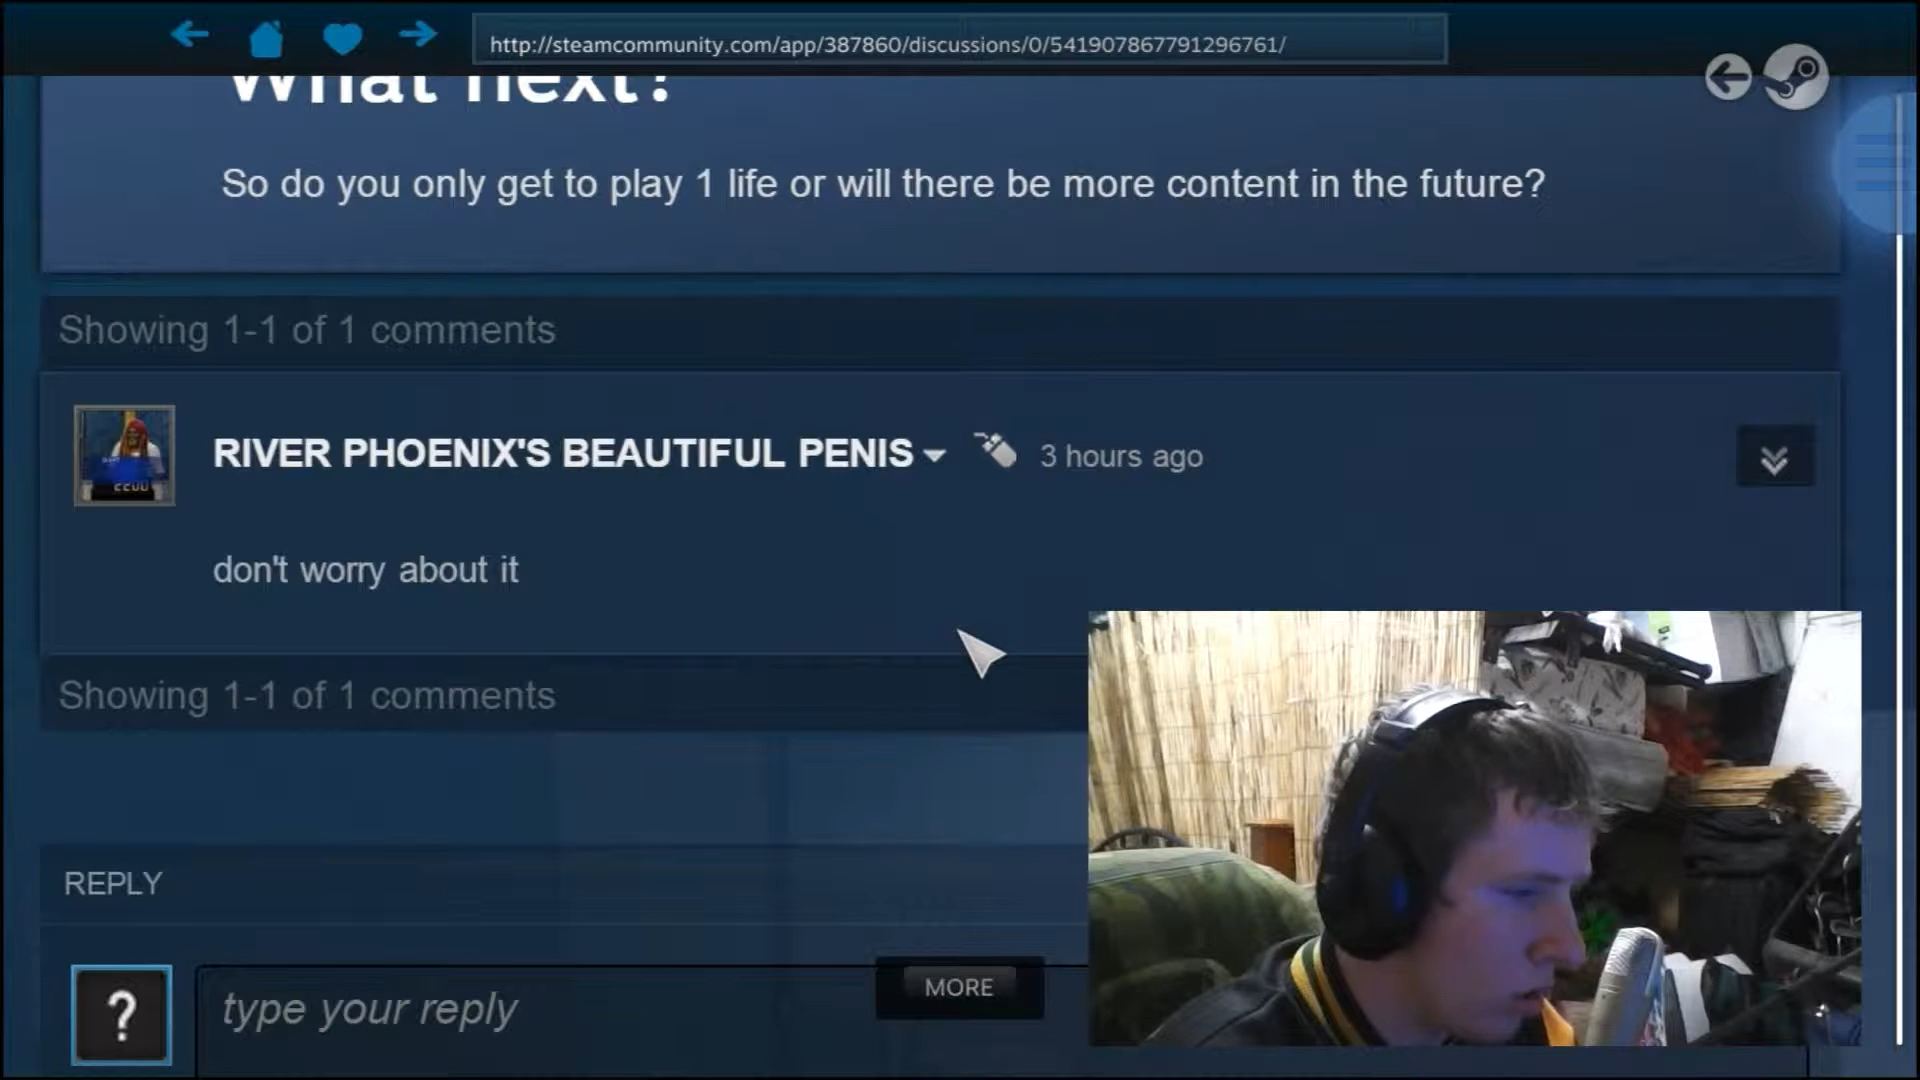 http://steamcommunity.com/app/387860/discussions/0/541907867791296761/
What next?
So do you only get to play 1 life or will there be more content in the future?
Showing 1-1 of 1 comments
RIVER PHOENIX'S BEAUTIFUL PENIS 3 hours ago
don't worry about it
Showing 1-1 of 1 comments
REPLY
?
type your reply
MORE